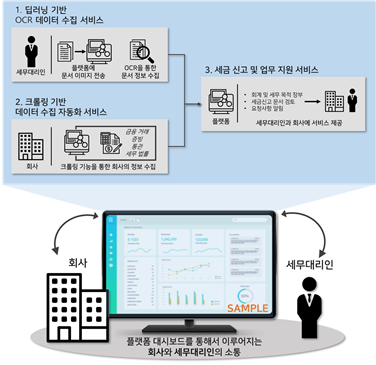 1. 딥러닝 기반
OCR 데이터 수집 서비스
세무대리인
플랫폼에
문서 이미지 전송
OCR을 통한
문서 정보 수집
2. 크롤링 기반
데이터 수집 자동화 서비스
회사
금융 거래
증빙
통관
세무 법률
크롤링 기능을 통한 회사의 정보 수집
3. 세금 신고 및 업무 지원 서비스
플랫폼
• 회계 및 세무 목적 장부
• 세금신고 문서 검토
• 요청사항 알림
세무대리인과 회사에 서비스 제공
회사
세무대리인
SAMPLE
플랫폼 대시보드를 통해서 이루어지는
회사와 세무대리인의 소통